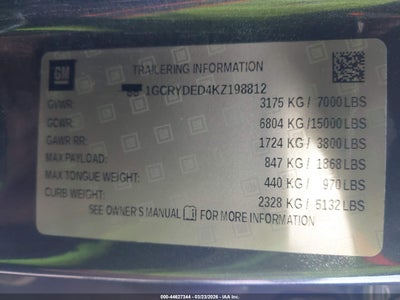 GM
TRAILERING INFORMATION
1GCRYDED4KZ198812
GVWR: 3175 KG / 7000 LBS
GCWR: 6804 KG /15000 LBS
GAWR RR: 1724 KG / 3800 LBS
MAX PAYLOAD: 847 KG / 1868 LBS
MAX TONGUE WEIGHT: 440 KG / 970 LBS
CURB WEIGHT: 2328 KG / 5132 LBS
SEE OWNER'S MANUAL FOR MORE INFORMATION
© 44627344 - 03/23/2026 - IAA Inc.